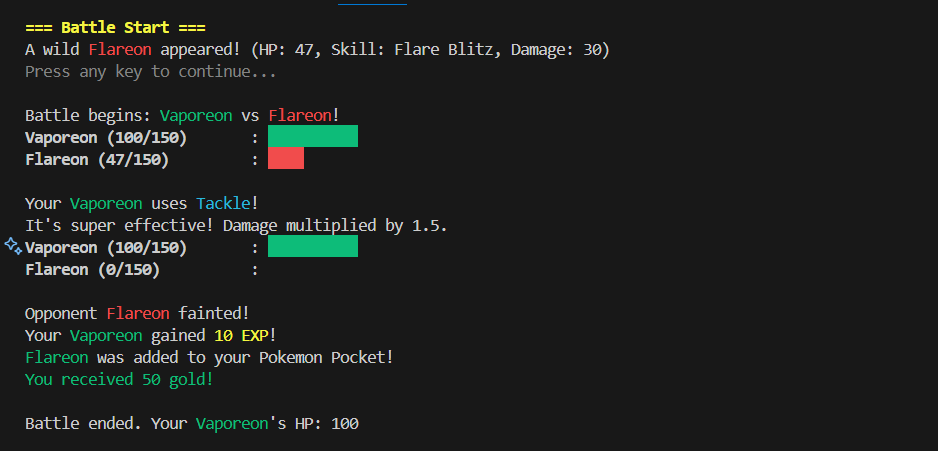 === Battle Start ===
A wild Flareon appeared! (HP: 47, Skill: Flare Blitz, Damage: 30)
Press any key to continue...
Battle begins: Vaporeon vs Flareon!
Vaporeon (100/150) :
Flareon (47/150) :
Your Vaporeon uses Tackle!
It's super effective! Damage multiplied by 1.5.
Vaporeon (100/150) :
Flareon (0/150) :
Opponent Flareon fainted!
Your Vaporeon gained 10 EXP!
Flareon was added to your Pokemon Pocket!
You received 50 gold!
Battle ended. Your Vaporeon's HP: 100